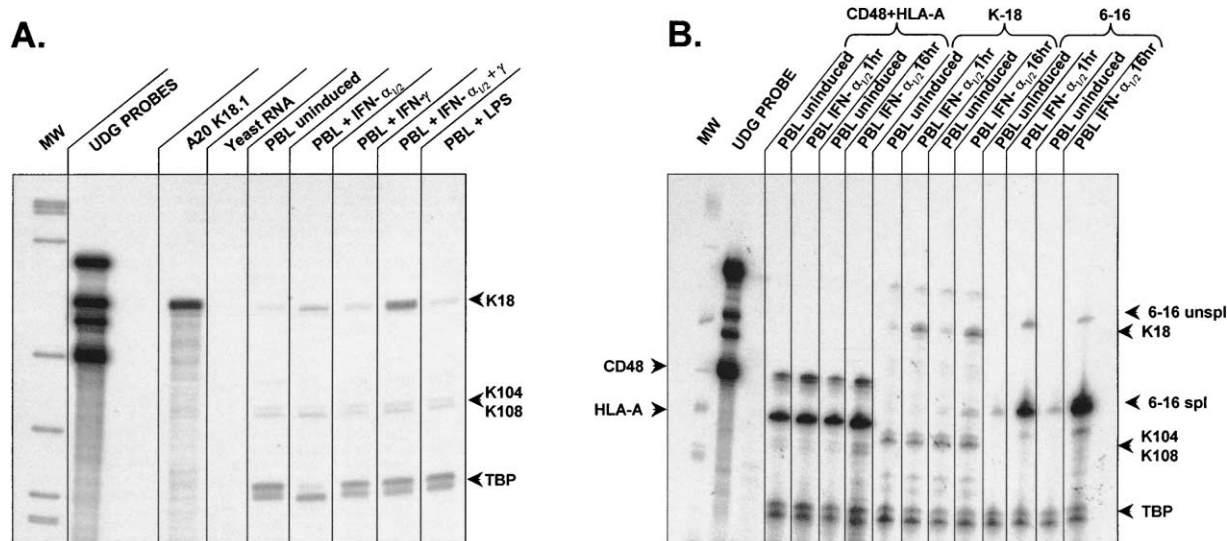 A.
MW
UDG PROBES
A20 K18.1
Yeast RNA
PBL uninduced
PBL + IFN- α1/2
PBL + IFN-γ
PBL + IFN- α1/2 + γ
PBL + LPS
K18
K104
K108
TBP
B.
CD48+HLA-A
K-18
6-16
MW
UDG PROBE
PBL uninduced
PBL IFN- α1/2 1hr
PBL uninduced
PBL IFN- α1/2 16hr
PBL uninduced
PBL IFN- α1/2 1hr
PBL uninduced
PBL IFN- α1/2 16hr
PBL uninduced
PBL IFN- α1/2 1hr
PBL uninduced
PBL IFN- α1/2 16hr
CD48
HLA-A
6-16 unspl
K18
6-16 spl
K104
K108
TBP